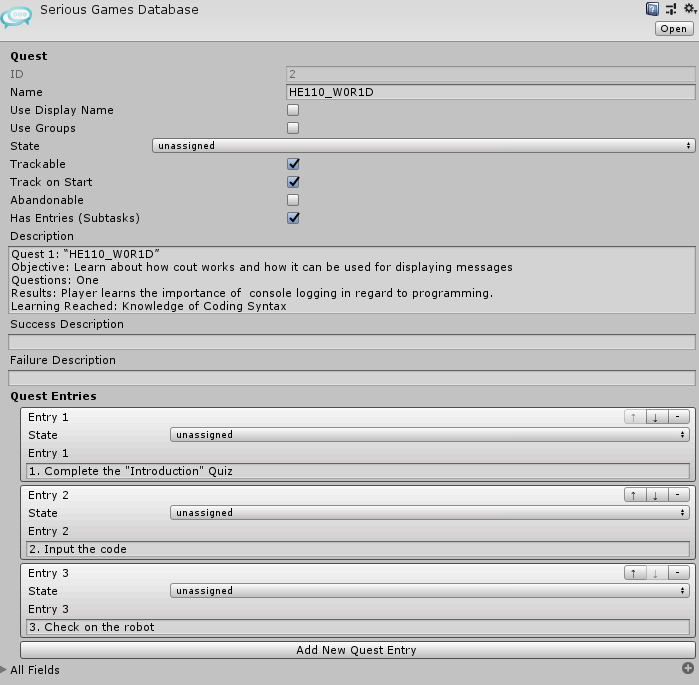 Serious Games Database
Open
Quest
ID 2
Name HE110_W0R1D
Use Display Name
Use Groups
State unassigned
Trackable
Track on Start
Abandonable
Has Entries (Subtasks)
Description
Quest 1: “HE110_W0R1D”
Objective: Learn about how cout works and how it can be used for displaying messages
Questions: One
Results: Player learns the importance of  console logging in regard to programming.
Learning Reached: Knowledge of Coding Syntax
Success Description
Failure Description
Quest Entries
Entry 1 ↑ ↓ -
State unassigned
Entry 1
1. Complete the "Introduction" Quiz
Entry 2 ↑ ↓ -
State unassigned
Entry 2
2. Input the code
Entry 3 ↑ ↓ -
State unassigned
Entry 3
3. Check on the robot
Add New Quest Entry
All Fields